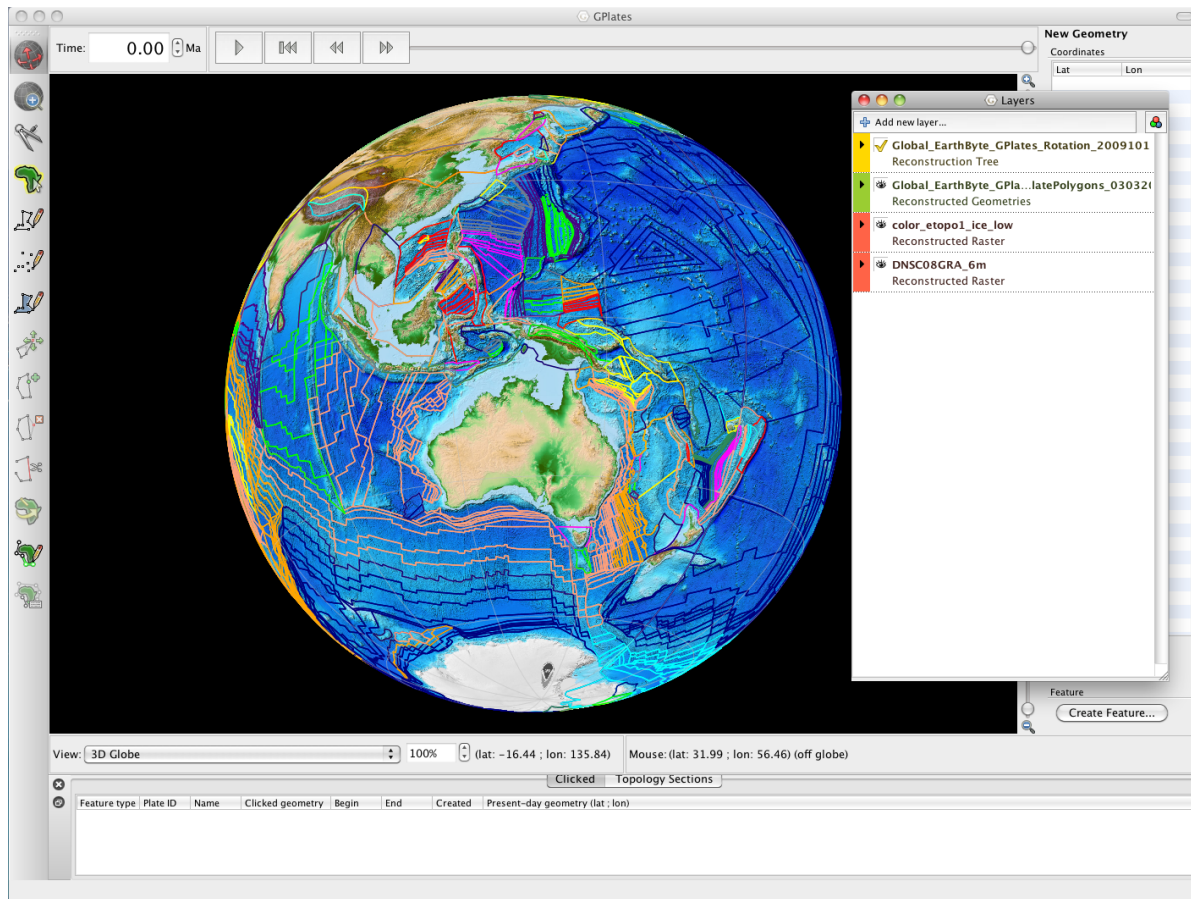 GPlates
Time: 0.00 Ma
New Geometry
Coordinates
Lat Lon
Layers
Add new layer...
Global_EarthByte_GPlates_Rotation_2009101
Reconstruction Tree
Global_EarthByte_GPla...latePolygons_03032
Reconstructed Geometries
color_etopo1_ice_low
Reconstructed Raster
DNSC08GRA_6m
Reconstructed Raster
Feature
Create Feature...
View: 3D Globe 100% (lat: -16.44 ; lon: 135.84) Mouse: (lat: 31.99 ; lon: 56.46) (off globe)
Clicked Topology Sections
Feature type Plate ID Name Clicked geometry Begin End Created Present-day geometry (lat ; lon)